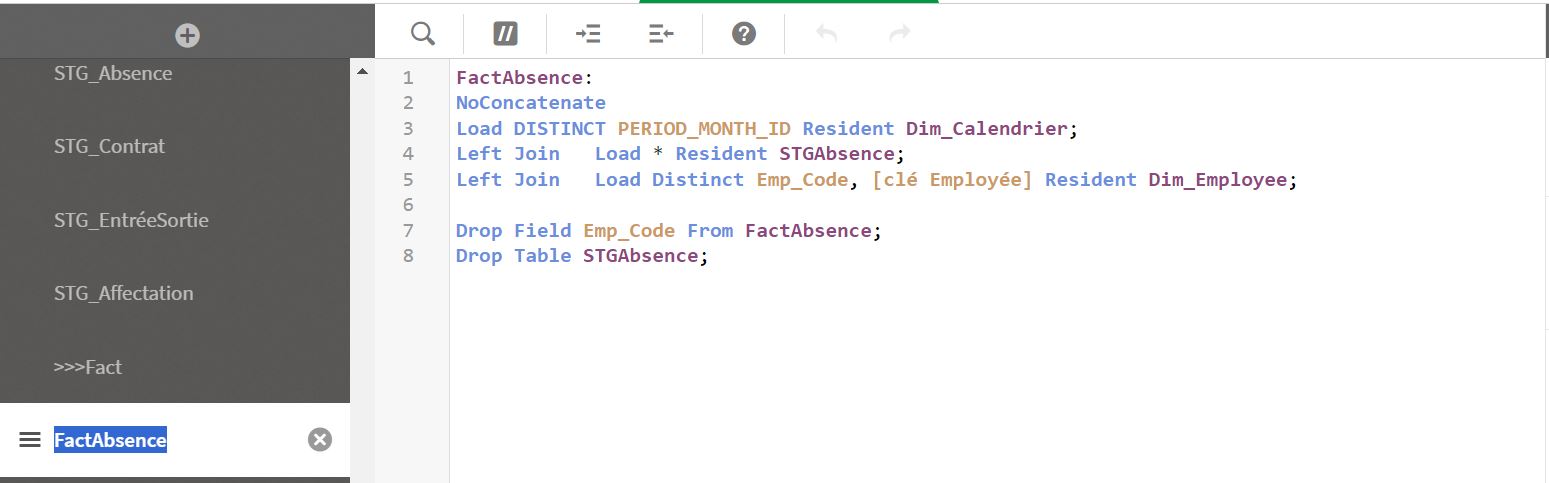 STG_Absence
STG_Contrat
STG_EntréeSortie
STG_Affectation
>>>Fact
FactAbsence
//
?
1 FactAbsence:
2 NoConcatenate
3 Load DISTINCT PERIOD_MONTH_ID Resident Dim_Calendrier;
4 Left Join   Load * Resident STGAbsence;
5 Left Join   Load Distinct Emp_Code, [clé Employée] Resident Dim_Employee;
6
7 Drop Field Emp_Code From FactAbsence;
8 Drop Table STGAbsence;